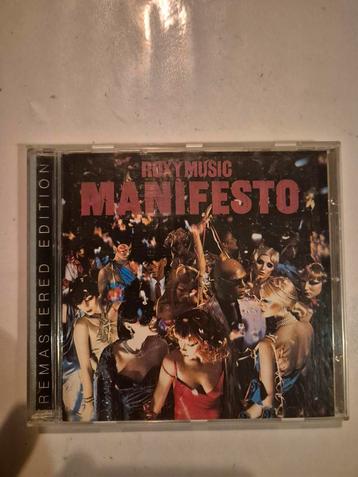 REMASTERED EDITION
ROXY MUSIC
MANIFESTO